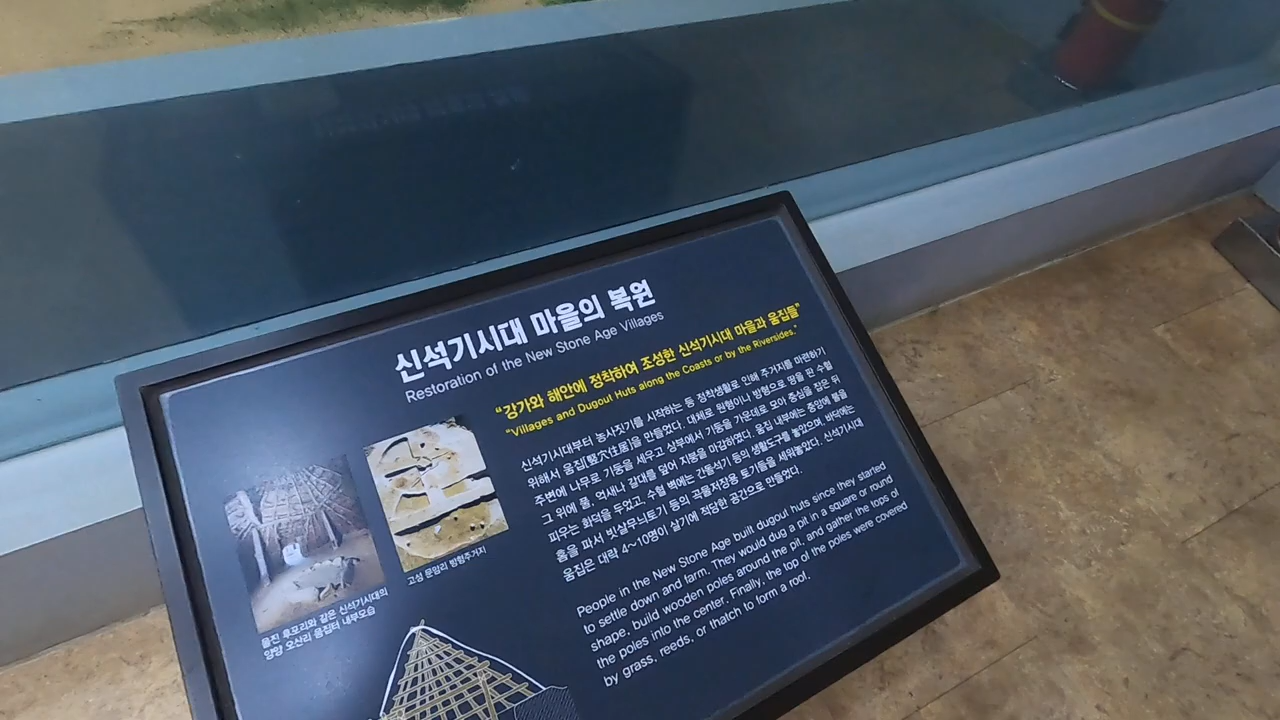 신석기시대 마을의 복원
Restoration of the New Stone Age Villages
“강가와 해안에 정착하여 조성한 신석기시대 마을과 움집들”
“Villages and Dugout Huts along the Coasts or by the Riversides.”
신석기시대부터 농사짓기를 시작하는 등 정착생활로 인해 주거지를 마련하기
위해서 움집[竪穴住居]을 만들었다. 대체로 원형이나 방형으로 땅을 판 수혈
주변에 나무로 기둥을 세우고 상부에서 기둥을 가운데로 모아 중심을 잡은 뒤
그 위에 풀, 억새나 갈대를 덮어 지붕을 마감하였다. 움집 내부에는 중앙에 불을
피우는 화덕을 두었고, 수혈 벽에는 간돌석기 등의 생활도구를 놓았으며, 바닥에는
홈을 파서 빗살무늬토기 등의 곡물저장용 토기들을 세워놓았다. 신석기시대
움집은 대략 4~10명이 살기에 적당한 공간으로 만들었다.
People in the New Stone Age built dugout huts since they started
to settle down and farm. They would dug a pit in a square or round
shape, build wooden poles around the pit, and gather the tops of
the poles into the center. Finally, the top of the poles were covered
by grass, reeds, or thatch to form a roof.
고성 문암리 방형주거지
울진 후포리와 같은 신석기시대의
양양 오산리 움집터 내부모습